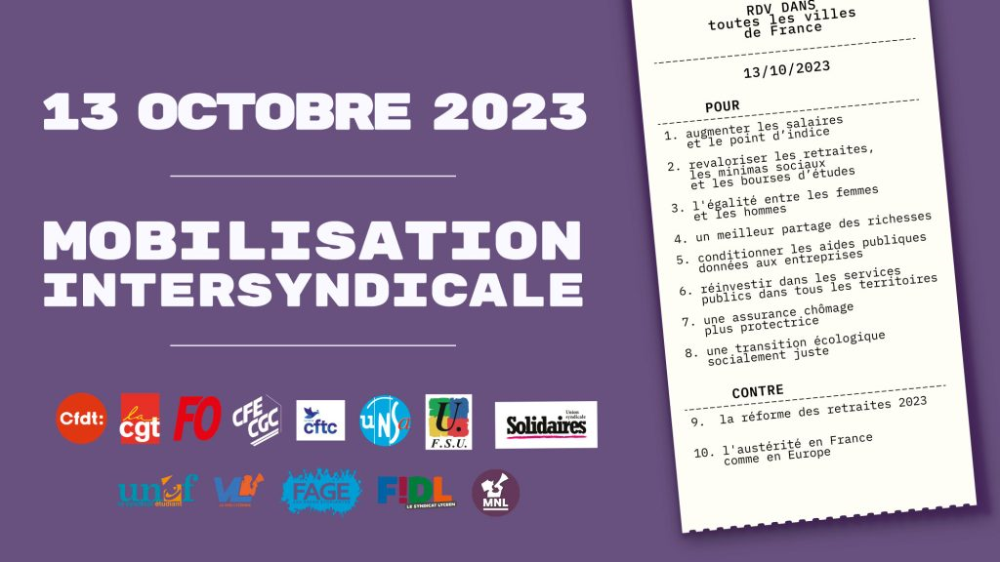 13 OCTOBRE 2023
MOBILISATION
INTERSYNDICALE
Cfdt:
la
cgt
FO
CFE
CGC
cftc
UNSa
U.
F.S.U.
Union
syndicale
Solidaires
unef
étudiant
VL
FAGE
F!DL
LE SYNDICAT LYCÉEN
MNL
RDV DANS
toutes les villes
de France
13/10/2023
POUR
1. augmenter les salaires
et le point d'indice
2. revaloriser les retraites,
les minimas sociaux
et les bourses d'études
3. l'égalité entre les femmes
et les hommes
4. un meilleur partage des richesses
5. conditionner les aides publiques
données aux entreprises
6. réinvestir dans les services
publics dans tous les territoires
7. une assurance chômage
plus protectrice
8. une transition écologique
socialement juste
CONTRE
9. la réforme des retraites 2023
10. l'austérité en France
comme en Europe